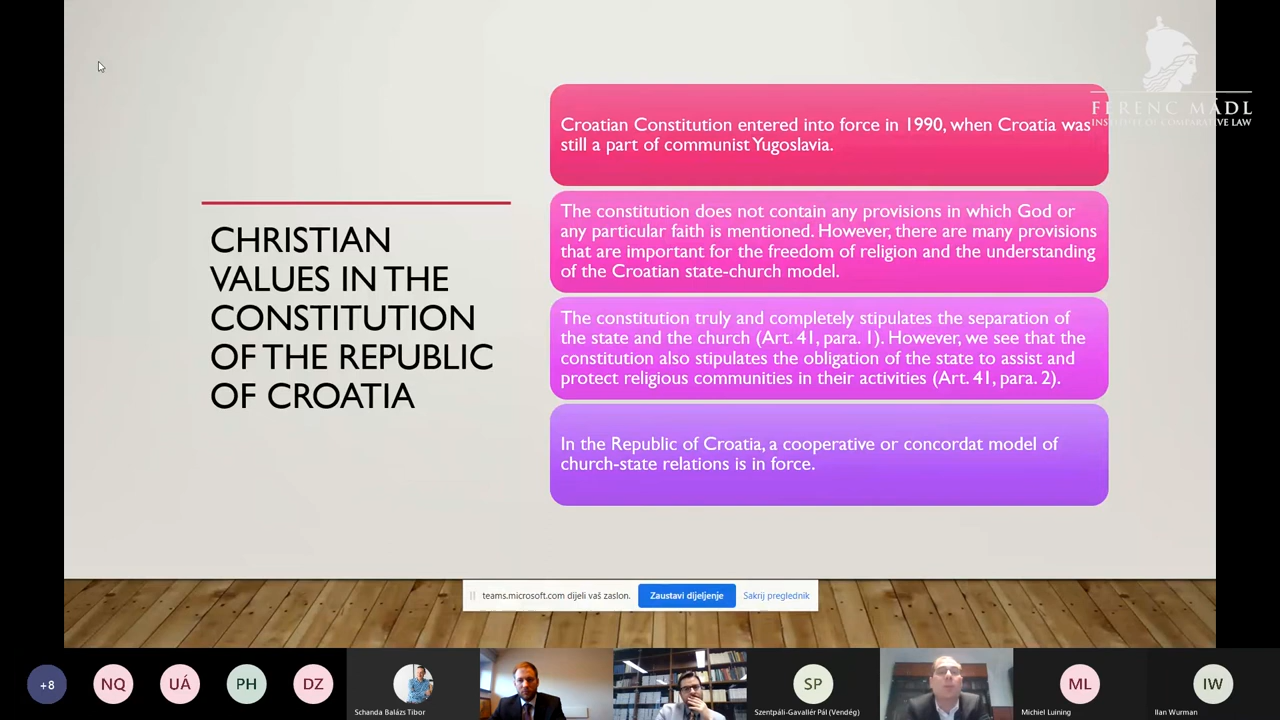 FERENC MÁDL
INSTITUTE OF COMPARATIVE LAW
CHRISTIAN
VALUES IN THE
CONSTITUTION
OF THE REPUBLIC
OF CROATIA
Croatian Constitution entered into force in 1990, when Croatia was
still a part of communist Yugoslavia.
The constitution does not contain any provisions in which God or
any particular faith is mentioned. However, there are many provisions
that are important for the freedom of religion and the understanding
of the Croatian state-church model.
The constitution truly and completely stipulates the separation of
the state and the church (Art. 41, para. 1). However, we see that the
constitution also stipulates the obligation of the state to assist and
protect religious communities in their activities (Art. 41, para. 2).
In the Republic of Croatia, a cooperative or concordat model of
church-state relations is in force.
teams.microsoft.com dijeli vaš zaslon.
Zaustavi dijeljenje
Sakrij preglednik
+8
NQ
UÁ
PH
DZ
Schanda Balázs Tibor
SP
Szentpáli-Gavallér Pál (Vendég)
ML
Michiel Luining
IW
Ilan Wurman